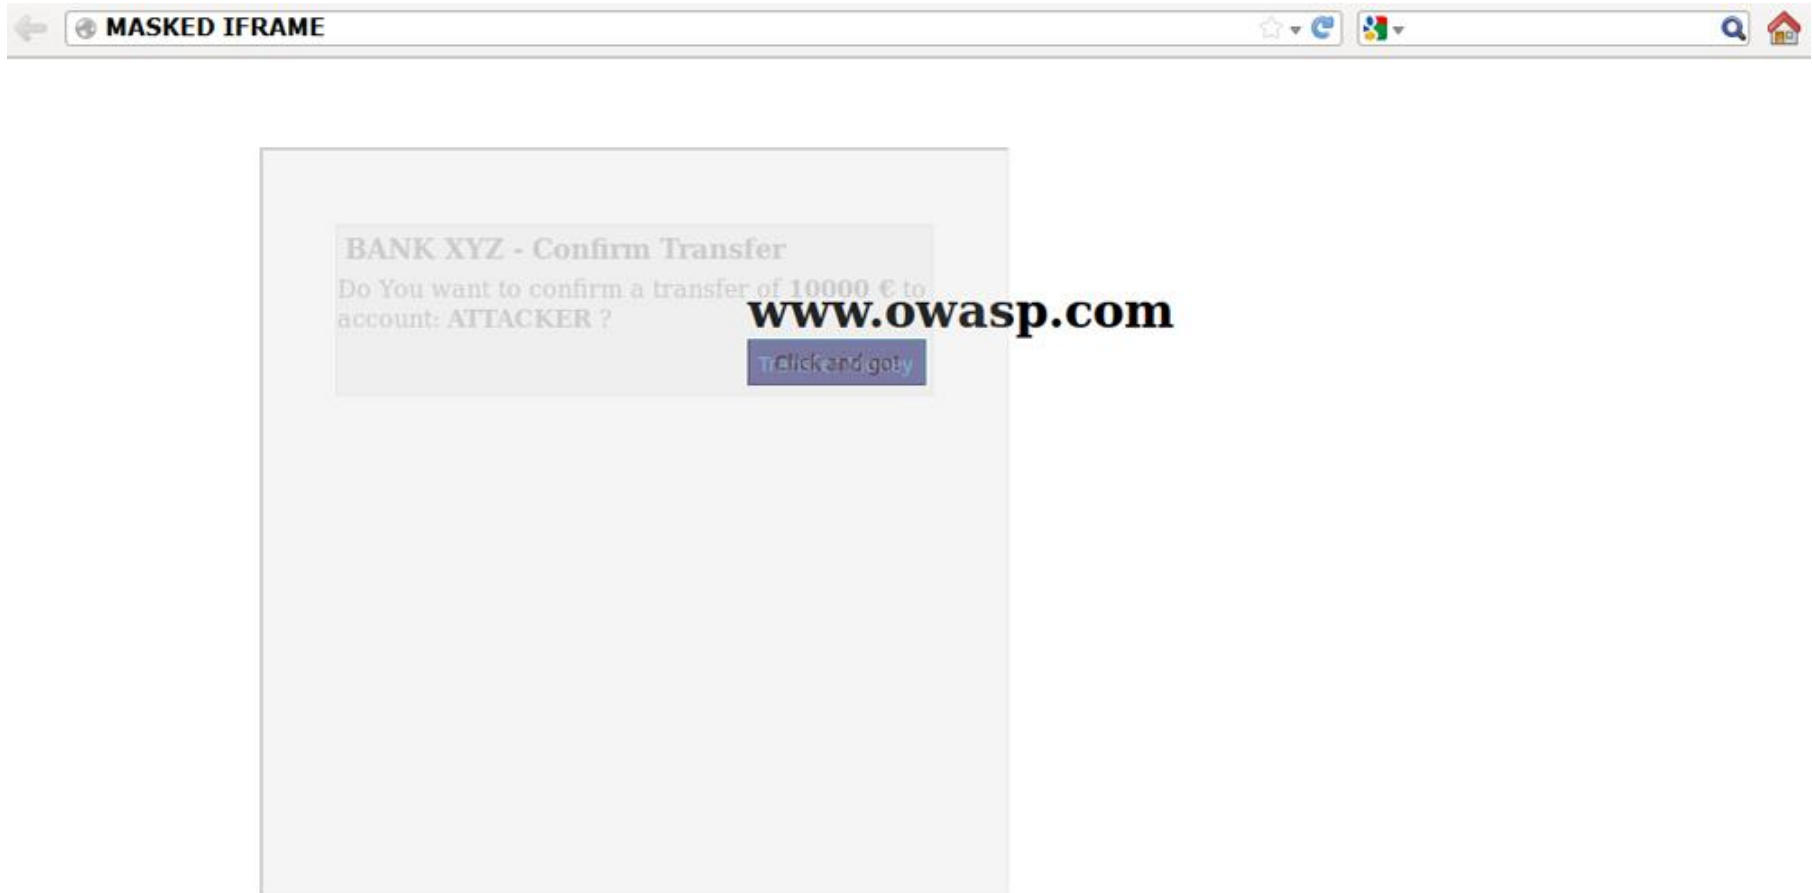 MASKED IFRAME
BANK XYZ - Confirm Transfer
Do You want to confirm a transfer of 10000 € to
account: ATTACKER ?
www.owasp.com
Click and go!